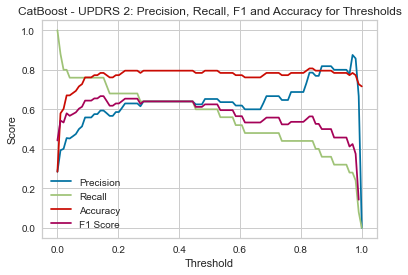 CatBoost - UPDRS 2: Precision, Recall, F1 and Accuracy for Thresholds
1.0
0.8
0.6
0.4
0.2
0.0
Score
Precision
Recall
Accuracy
F1 Score
0.0 0.2 0.4 0.6 0.8 1.0
Threshold